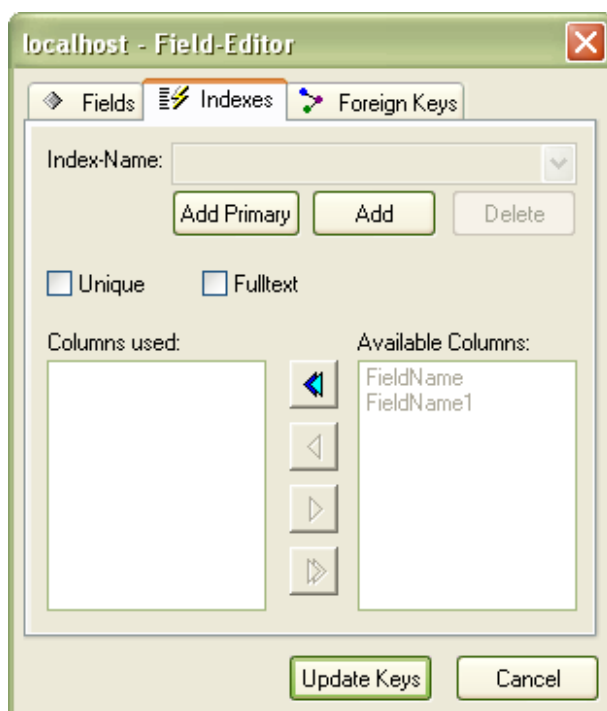 localhost - Field-Editor
Fields Indexes Foreign Keys
Index-Name:
Add Primary Add Delete
Unique Fulltext
Columns used: Available Columns:
FieldName
FieldName1
Update Keys Cancel